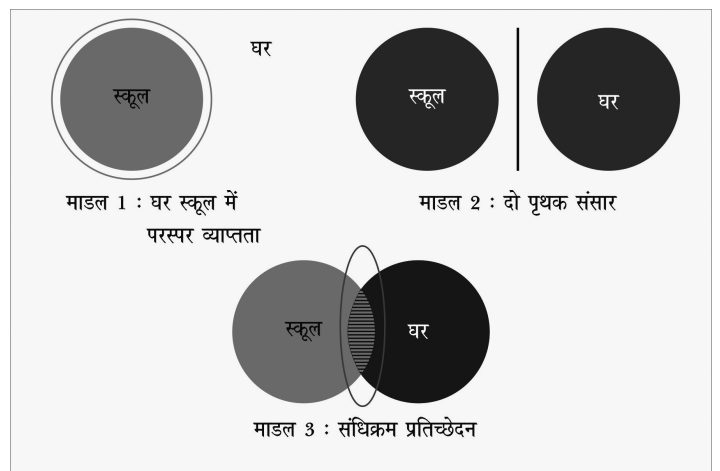 स्कूल
घर
माडल 1 : घर स्कूल में
परस्पर व्याप्तता
स्कूल
घर
माडल 2 : दो पृथक संसार
स्कूल
घर
माडल 3 : संधिक्रम प्रतिच्छेदन